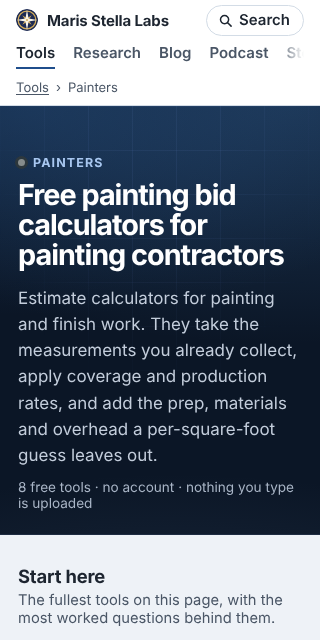 Maris Stella Labs
Search
Tools Research Blog Podcast St
Tools › Painters
PAINTERS
Free painting bid
calculators for
painting contractors
Estimate calculators for painting
and finish work. They take the
measurements you already collect,
apply coverage and production
rates, and add the prep, materials
and overhead a per-square-foot
guess leaves out.
8 free tools · no account · nothing you type
is uploaded
Start here
The fullest tools on this page, with the
most worked questions behind them.